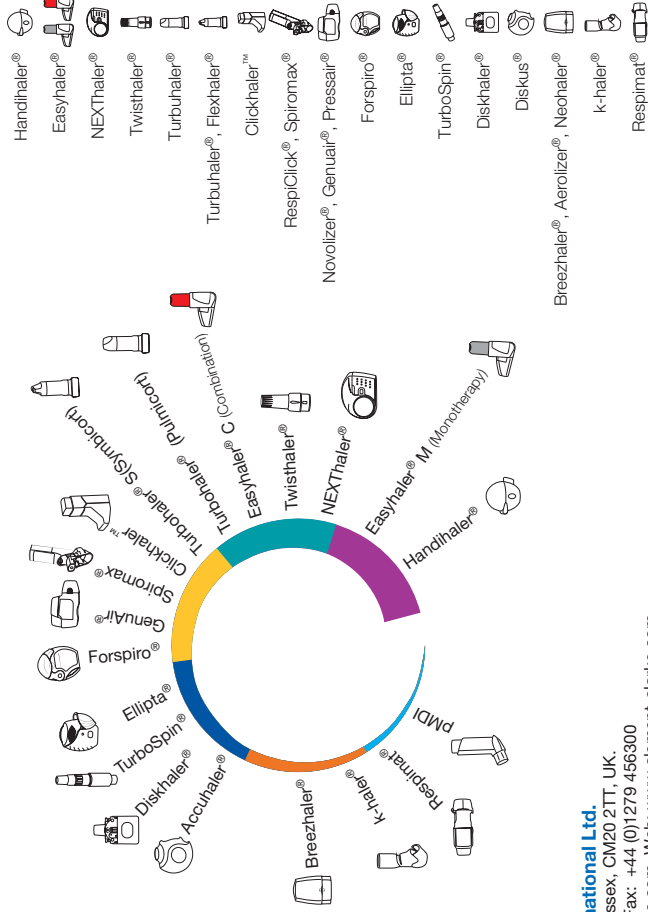 Handihaler®
Easyhaler®
NEXThaler®
Twisthaler®
Turbuhaler®
Turbuhaler®, Flexhaler®
Clickhaler™
RespiClick®, Spiromax®
Novolizer®, Genuair®, Pressair®
Forspiro®
Ellipta®
TurboSpin®
Diskhaler®
Diskus®
Breezhaler®, Aerolizer®, Neohaler®
k-haler®
Respimat®
Handihaler®
Easyhaler® M (Monotherapy)
NEXThaler®
Twisthaler®
Easyhaler® C (Combination)
Turbohaler® (Pulmicort)
Turbohaler® S(Symbicort)
Clickhaler™
Spiromax®
GenuAir®
Forspiro®
Ellipta®
TurboSpin®
Diskhaler®
Accuhaler®
Breezhaler®
k-haler®
Respimat®
pMDI
national Ltd.
ssex, CM20 2TT, UK.
Fax: +44 (0)1279 456300